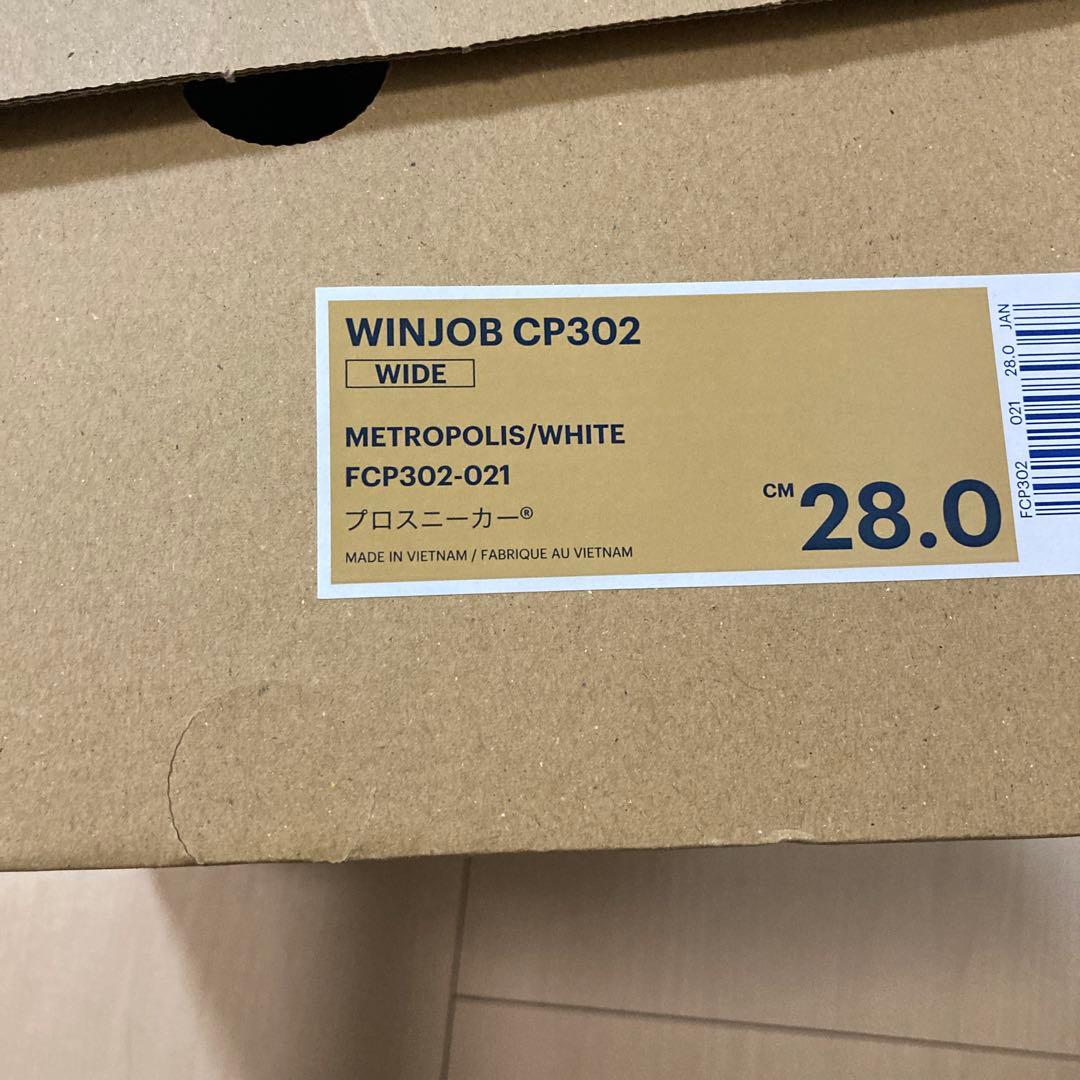 WINJOB CP302
WIDE
METROPOLIS/WHITE
FCP302-021
プロスニーカー®
MADE IN VIETNAM / FABRIQUE AU VIETNAM
CM 28.0
FCP302 021 28.0 JAN